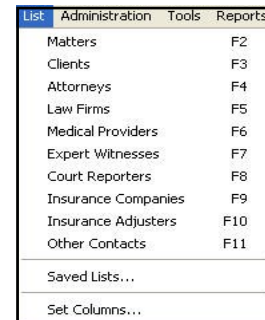 List Administration Tools Reports
Matters F2
Clients F3
Attorneys F4
Law Firms F5
Medical Providers F6
Expert Witnesses F7
Court Reporters F8
Insurance Companies F9
Insurance Adjusters F10
Other Contacts F11
Saved Lists...
Set Columns...